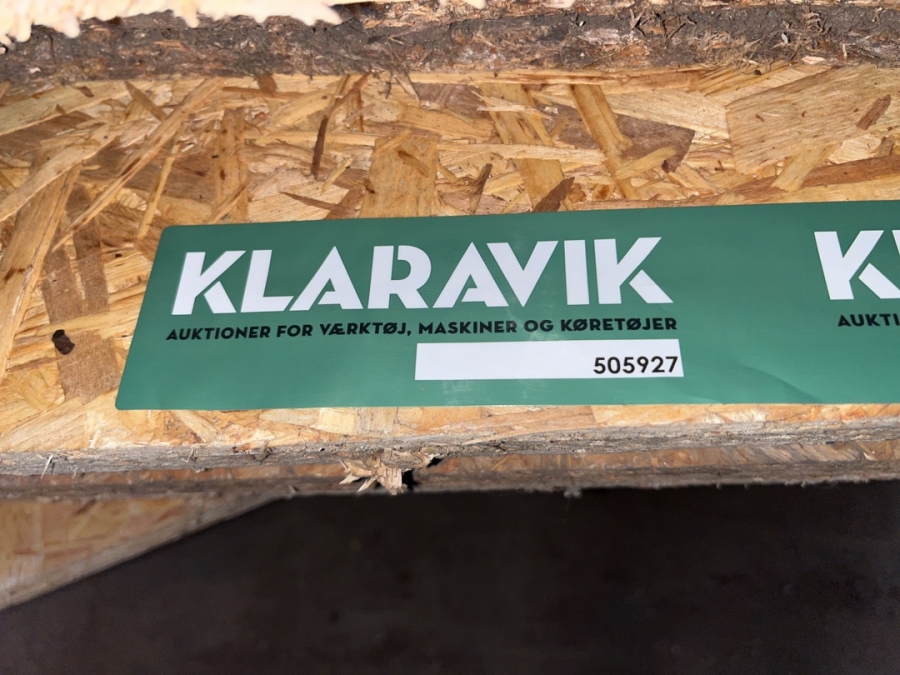 KLARAVIK
AUKTIONER FOR VÆRKTØJ, MASKINER OG KØRETØJER
505927